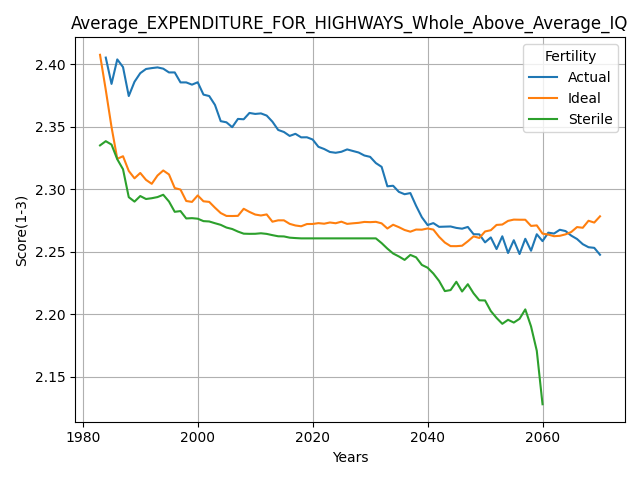 Average_EXPENDITURE_FOR_HIGHWAYS_Whole_Above_Average_IQ
Fertility
Actual
Ideal
Sterile
Score(1-3)
2.40
2.35
2.30
2.25
2.20
2.15
1980
2000
2020
2040
2060
Years